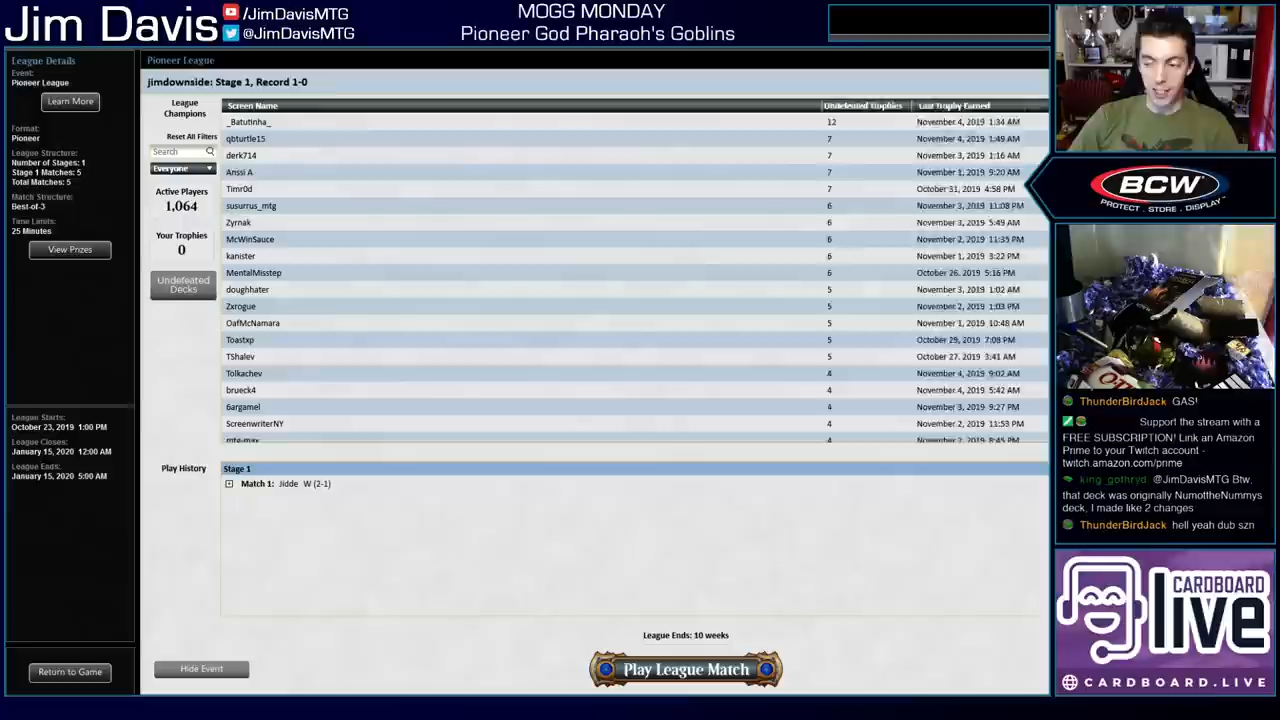 Jim Davis
/JimDavisMTG
@JimDavisMTG
MOGG MONDAY
Pioneer God Pharaoh's Goblins
League Details
Event:
Pioneer League
Learn More
Format:
Pioneer
League Structure:
Number of Stages: 1
Stage 1 Matches: 5
Total Matches: 5
Match Structure:
Best-of-3
Time Limits:
25 Minutes
View Prizes
League Starts:
October 23, 2019 1:00 PM
League Closes:
January 15, 2020 12:00 AM
League Ends:
January 15, 2020 5:00 AM
Return to Game
Pioneer League
jimdownside: Stage 1, Record 1-0
League Champions
Reset All Filters
Search
Everyone
Active Players
1,064
Your Trophies
0
Undefeated Decks
Screen Name Undefeated Trophies Last Trophy Earned
_Batutinha_ 12 November 4, 2019 1:34 AM
qbturtle15 7 November 4, 2019 1:49 AM
derk714 7 November 3, 2019 1:16 AM
Anssi A 7 November 1, 2019 9:20 AM
Timr0d 7 October 31, 2019 4:58 PM
susurrus_mtg 6 November 3, 2019 11:08 PM
Zyrnak 6 November 3, 2019 5:49 AM
McWinSauce 6 November 2, 2019 11:35 PM
kanister 6 November 1, 2019 3:22 PM
MentalMisstep 6 October 26, 2019 5:16 PM
doughhater 5 November 3, 2019 1:02 AM
Zxrogue 5 November 2, 2019 1:03 PM
OafMcNamara 5 November 1, 2019 10:48 AM
Toastxp 5 October 29, 2019 7:08 PM
TShalev 5 October 27, 2019 3:41 AM
Tolkachev 4 November 4, 2019 9:02 AM
brueck4 4 November 4, 2019 5:42 AM
6argamel 4 November 3, 2019 9:27 PM
ScreenwriterNY 4 November 2, 2019 11:53 PM
mtg-max 4 November 2, 2019 8:45 PM
Play History
Stage 1
Match 1: Jidde W (2-1)
League Ends: 10 weeks
Hide Event
Play League Match
BCW
PROTECT . STORE . DISPLAY
ThunderBirdJack GAS!
Support the stream with a
FREE SUBSCRIPTION! Link an Amazon
Prime to your Twitch account -
twitch.amazon.com/prime
king_gothryd @JimDavisMTG Btw,
that deck was originally NumottheNummys
deck, I made like 2 changes
ThunderBirdJack hell yeah dub szn
CARDBOARD
live
CARDBOARD.LIVE